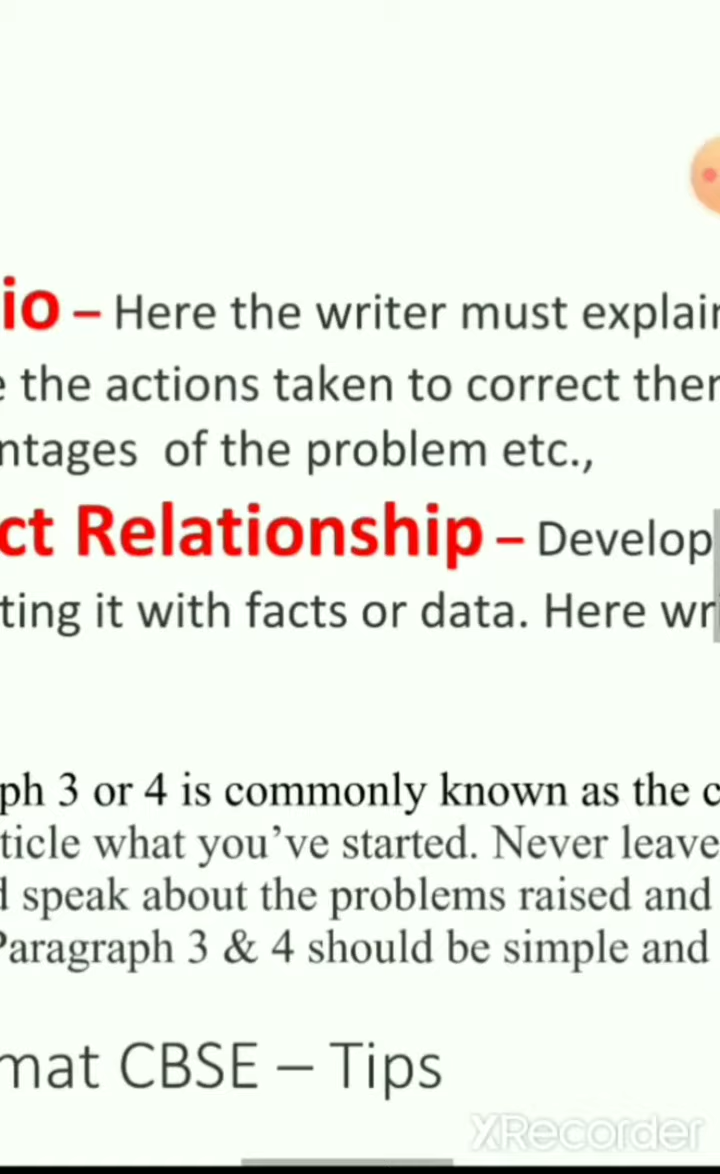 io – Here the writer must explain
e the actions taken to correct them
ntages of the problem etc.,
ct Relationship – Develop
ting it with facts or data. Here wri
ph 3 or 4 is commonly known as the c
ticle what you've started. Never leave
d speak about the problems raised and
Paragraph 3 & 4 should be simple and
mat CBSE – Tips
XRecorder